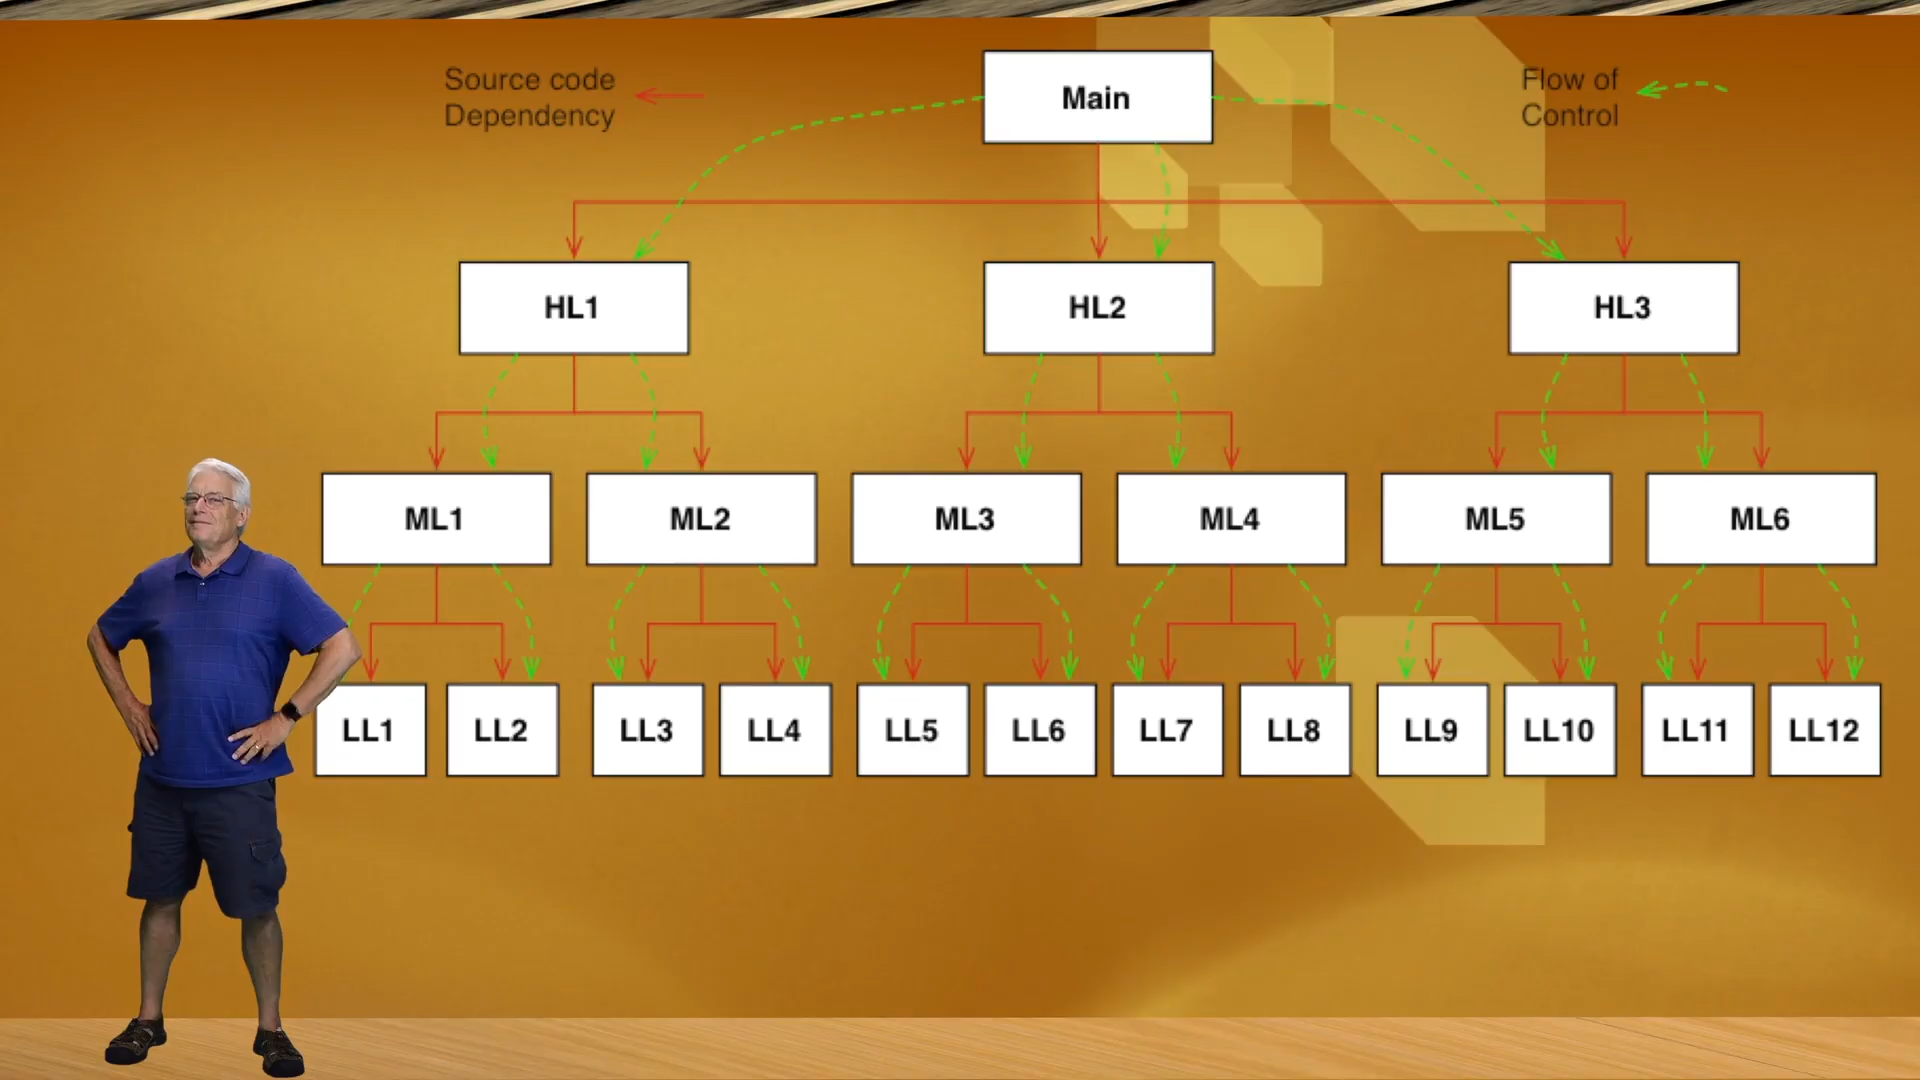 Source code
Dependency
Main
Flow of
Control
HL1
HL2
HL3
ML1
ML2
ML3
ML4
ML5
ML6
LL1
LL2
LL3
LL4
LL5
LL6
LL7
LL8
LL9
LL10
LL11
LL12